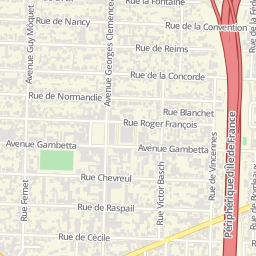 Rue la Fontaine
Rue de Nancy
Rue de la Convention
Rue de Reims
Avenue Guy Môquet
Avenue Georges Clemenceau
Rue de la Concorde
Rue de Normandie
Rue Blanchet
Rue Roger François
Avenue Gambetta
Avenue Gambetta
Rue de Vincennes
Périphérique d'Île de France
Rue Chevreul
Rue Victor Basch
Rue Fernet
Rue de Raspail
Rue de Cécile
Rue de Bordeaux